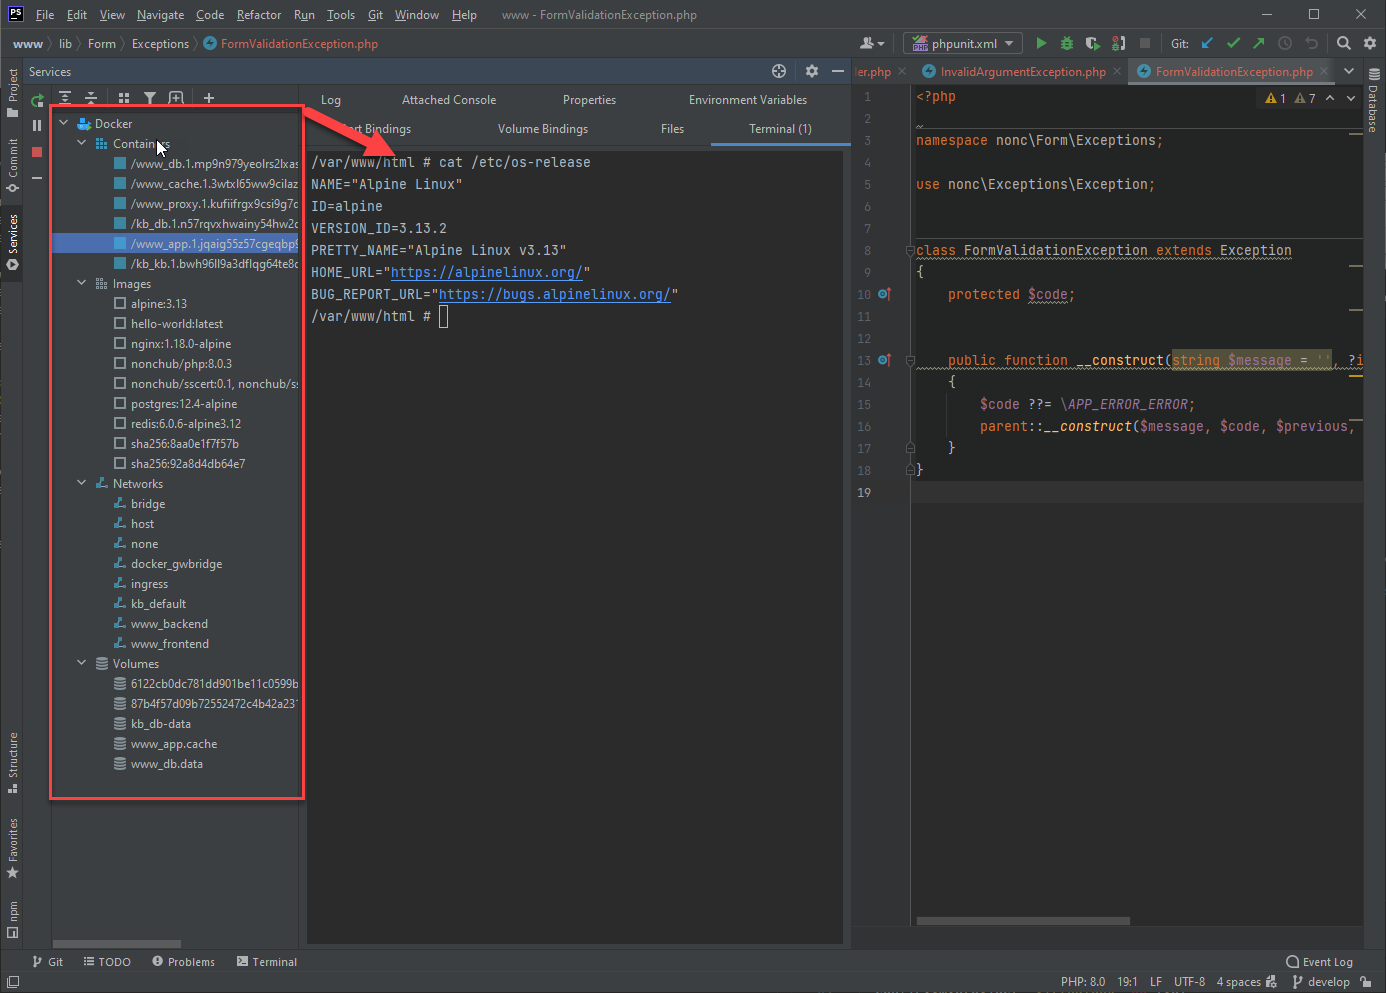 PS File Edit View Navigate Code Refactor Run Tools Git Window Help www - FormValidationException.php
www lib Form Exceptions FormValidationException.php phpunit.xml Git:
Services
ler.php InvalidArgumentException.php FormValidationException.php
Project
Commit
Services
Structure
Favorites
npm
Docker
Containers
/www_db.1.mp9n979yeolrs2lxas
/www_cache.1.3wtxl65ww9cilaz
/www_proxy.1.kufiifrgx9csi9g7c
/kb_db.1.n57rqvxhwainy54hw2c
/www_app.1.jqaig55z57cgeqbp9
/kb_kb.1.bwh96ll9a3dflqg64te8c
Images
alpine:3.13
hello-world:latest
nginx:1.18.0-alpine
nonchub/php:8.0.3
nonchub/sscert:0.1, nonchub/ss
postgres:12.4-alpine
redis:6.0.6-alpine3.12
sha256:8aa0e1f7f57b
sha256:92a8d4db64e7
Networks
bridge
host
none
docker_gwbridge
ingress
kb_default
www_backend
www_frontend
Volumes
6122cb0dc781dd901be11c0599b
87b4f57d09b72552472c4b42a231
kb_db-data
www_app.cache
www_db.data
Log Attached Console Properties Environment Variables
rt Bindings Volume Bindings Files Terminal (1)
/var/www/html # cat /etc/os-release
NAME="Alpine Linux"
ID=alpine
VERSION_ID=3.13.2
PRETTY_NAME="Alpine Linux v3.13"
HOME_URL="https://alpinelinux.org/"
BUG_REPORT_URL="https://bugs.alpinelinux.org/"
/var/www/html #
1 7
1 <?php
2
3 namespace nonc\Form\Exceptions;
4
5 use nonc\Exceptions\Exception;
6
7
8 class FormValidationException extends Exception
9 {
10 protected $code;
11
12
13 public function __construct(string $message = '', ?i
14 {
15 $code ??= \APP_ERROR_ERROR;
16 parent::__construct($message, $code, $previous,
17 }
18 }
19
Database
Git TODO Problems Terminal Event Log
PHP: 8.0 19:1 LF UTF-8 4 spaces develop